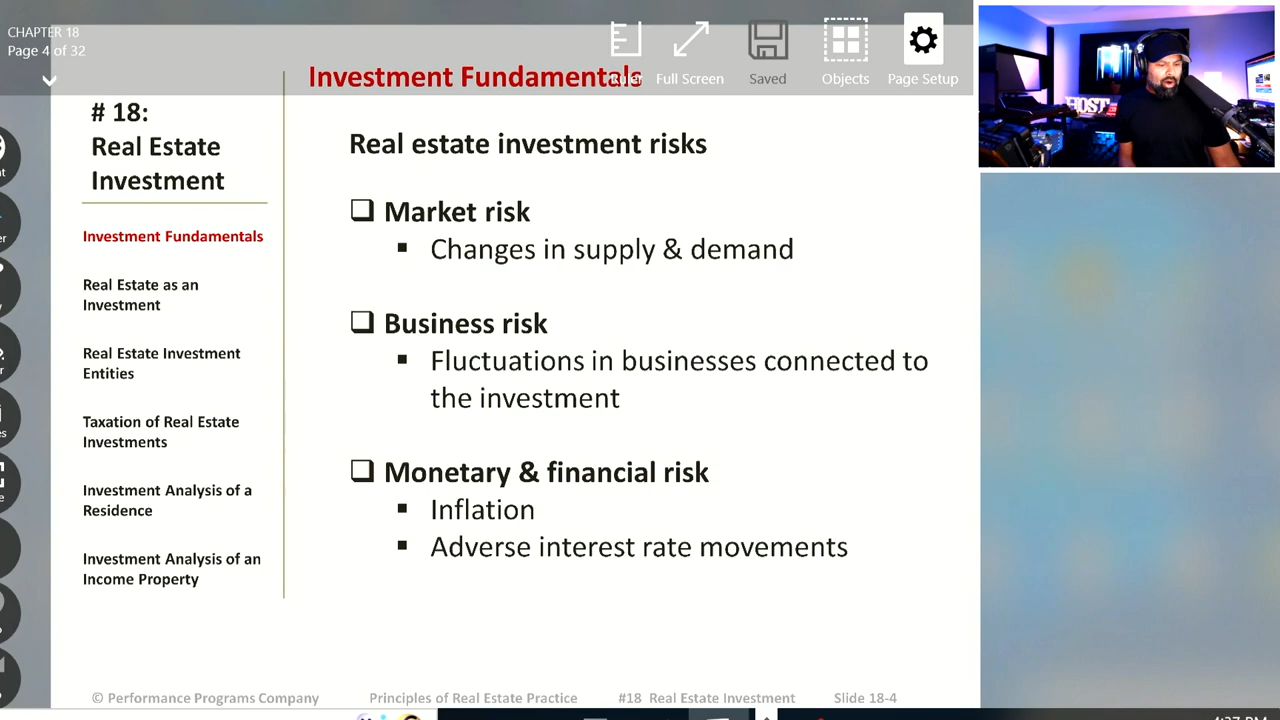 CHAPTER 18
Page 4 of 32
Ruler
Full Screen
Saved
Objects
Page Setup
Investment Fundamentals
# 18:
Real Estate
Investment
Investment Fundamentals
Real Estate as an
Investment
Real Estate Investment
Entities
Taxation of Real Estate
Investments
Investment Analysis of a
Residence
Investment Analysis of an
Income Property
Real estate investment risks
❑ Market risk
▪ Changes in supply & demand
❑ Business risk
▪ Fluctuations in businesses connected to
the investment
❑ Monetary & financial risk
▪ Inflation
▪ Adverse interest rate movements
HOST
© Performance Programs Company Principles of Real Estate Practice #18 Real Estate Investment Slide 18-4